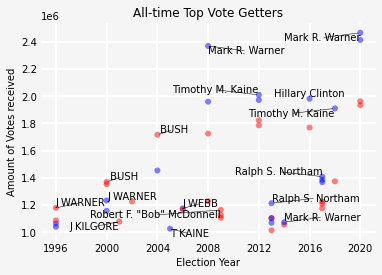 All-time Top Vote Getters
1e6
Mark R. Warner
Mark R. Warner
Timothy M. Kaine
Hillary Clinton
Timothy M. Kaine
BUSH
Ralph S. Northam
BUSH
J WARNER
J WARNER
J WEBB
Ralph S. Northam
Robert F. "Bob" McDonnell
Mark R. Warner
J KILGORE
T KAINE
2.4
2.2
2.0
1.8
1.6
1.4
1.2
1.0
Amount of Votes received
1996 2000 2004 2008 2012 2016 2020
Election Year